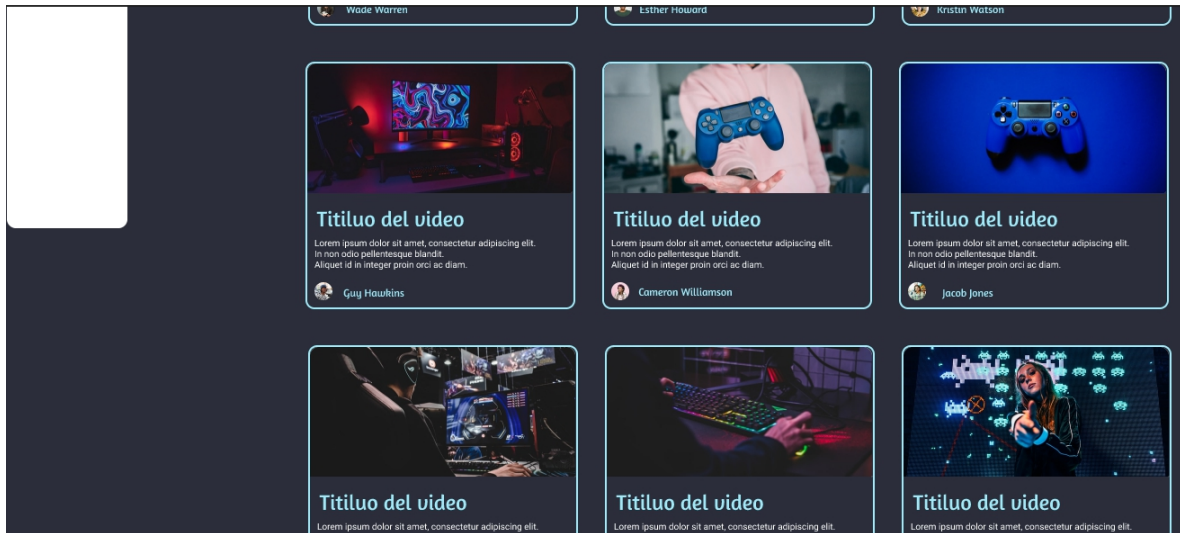 Wade Warren
Esther Howard
Kristin Watson
Titiluo del video
Lorem ipsum dolor sit amet, consectetur adipiscing elit.
In non odio pellentesque blandit.
Aliquet id in integer proin orci ac diam.
Guy Hawkins
Titiluo del video
Lorem ipsum dolor sit amet, consectetur adipiscing elit.
In non odio pellentesque blandit.
Aliquet id in integer proin orci ac diam.
Cameron Williamson
Titiluo del video
Lorem ipsum dolor sit amet, consectetur adipiscing elit.
In non odio pellentesque blandit.
Aliquet id in integer proin orci ac diam.
Jacob Jones
Titiluo del video
Lorem ipsum dolor sit amet, consectetur adipiscing elit.
Titiluo del video
Lorem ipsum dolor sit amet, consectetur adipiscing elit.
Titiluo del video
Lorem ipsum dolor sit amet, consectetur adipiscing elit.